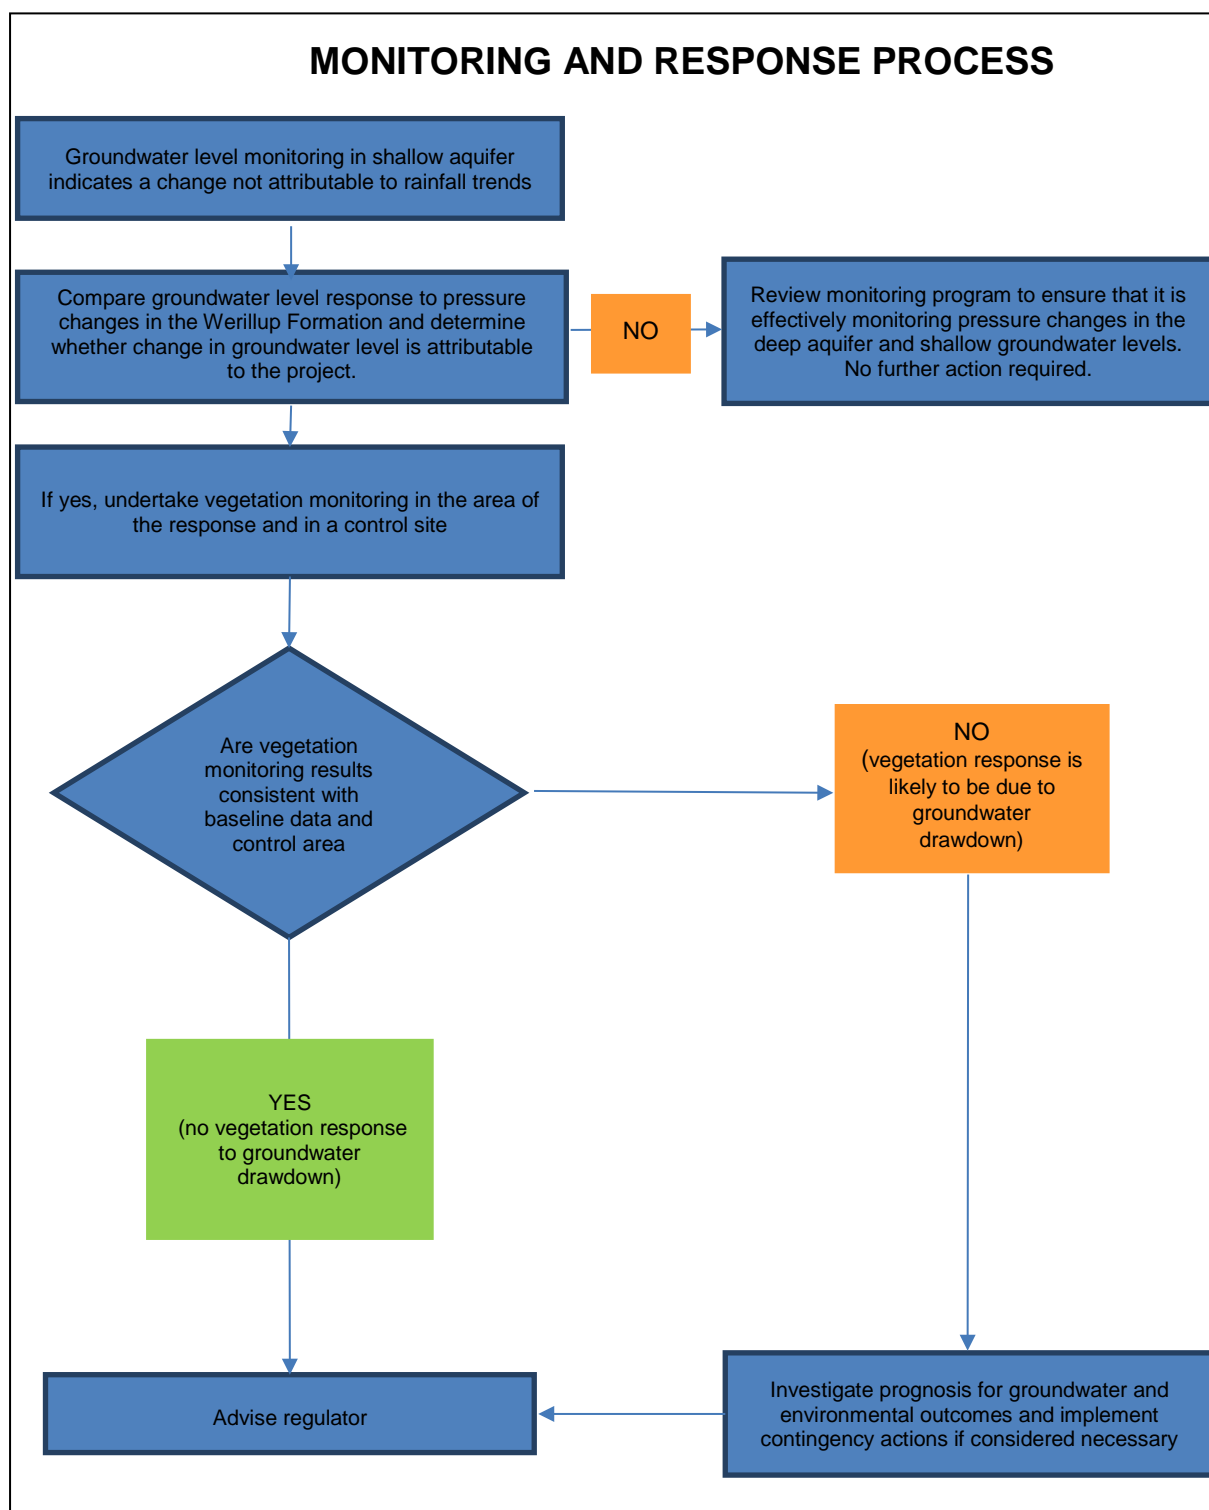 MONITORING AND RESPONSE PROCESS
Groundwater level monitoring in shallow aquifer
indicates a change not attributable to rainfall trends
Compare groundwater level response to pressure
changes in the Werillup Formation and determine
whether change in groundwater level is attributable
to the project.
NO
Review monitoring program to ensure that it is
effectively monitoring pressure changes in the
deep aquifer and shallow groundwater levels.
No further action required.
If yes, undertake vegetation monitoring in the area of
the response and in a control site
Are vegetation
monitoring results
consistent with
baseline data and
control area
NO
(vegetation response is
likely to be due to
groundwater
drawdown)
YES
(no vegetation response
to groundwater
drawdown)
Advise regulator
Investigate prognosis for groundwater and
environmental outcomes and implement
contingency actions if considered necessary